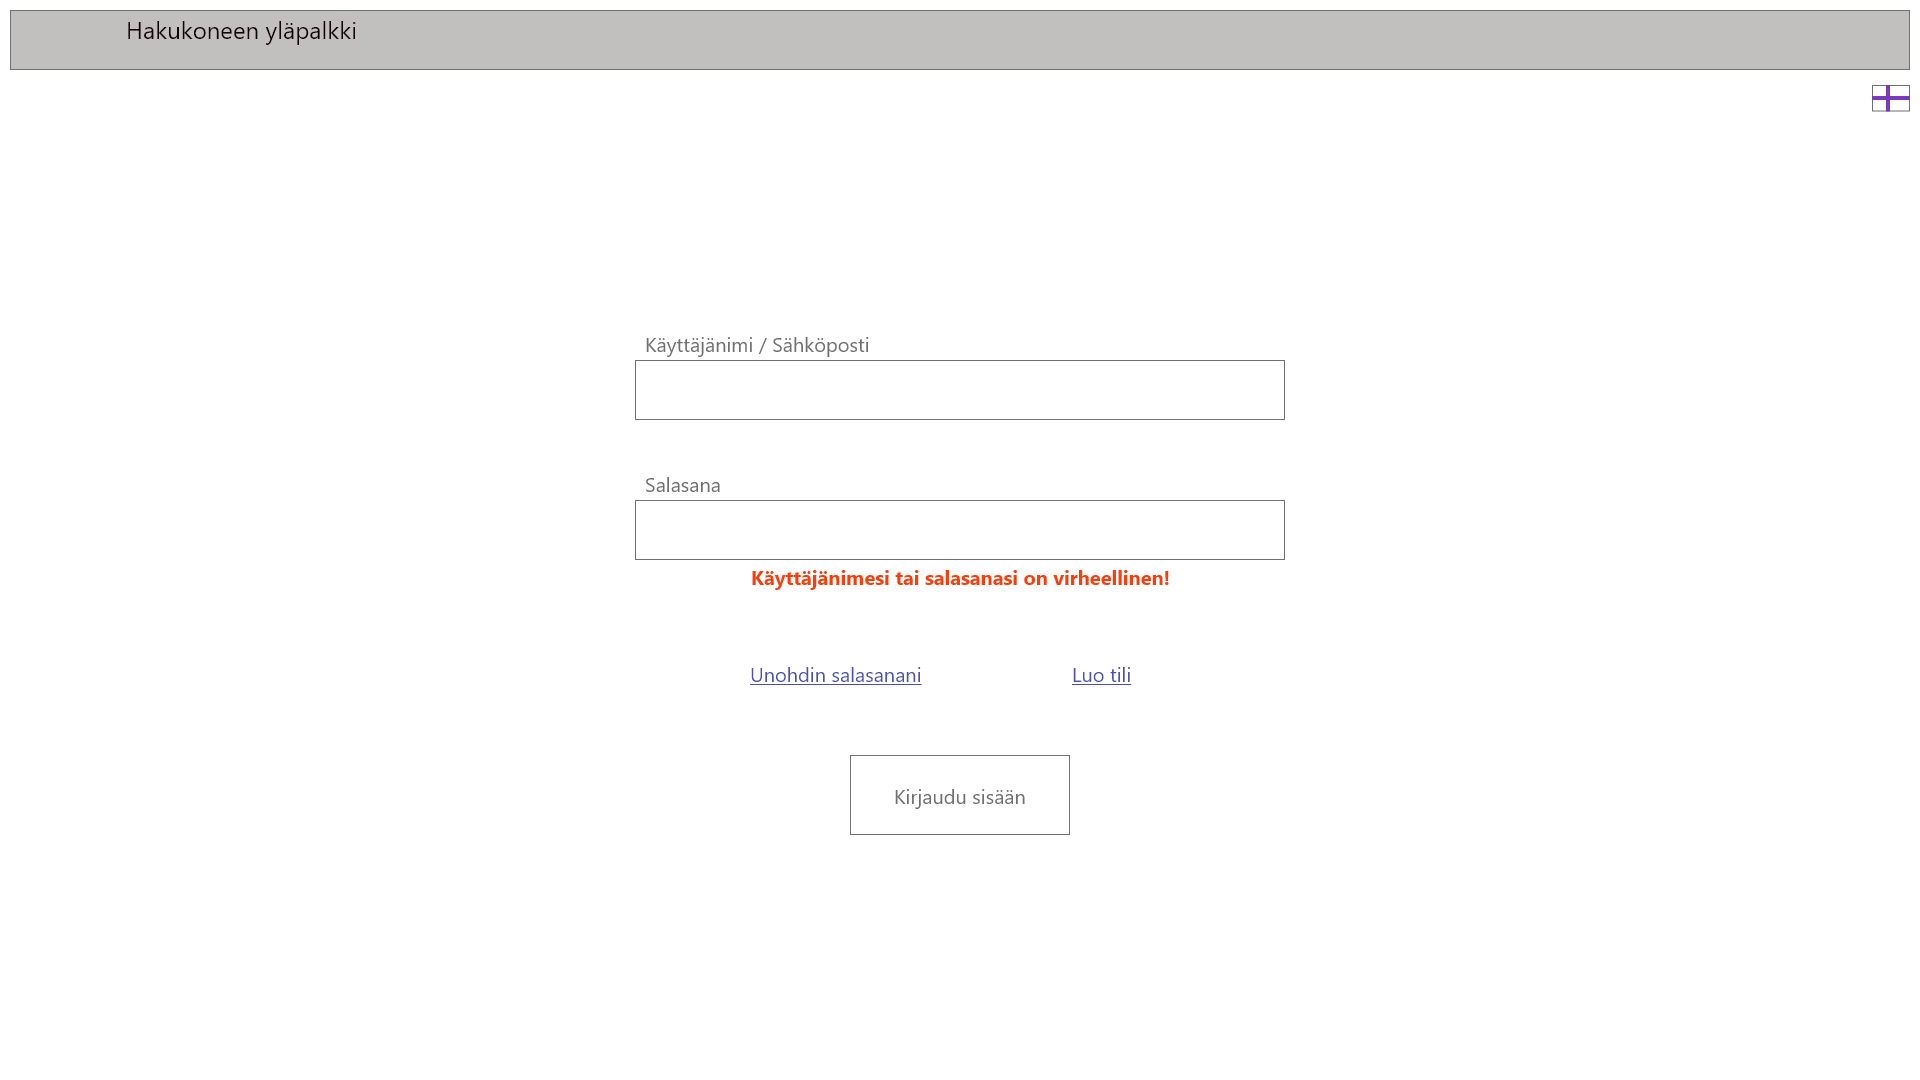 Hakukoneen yläpalkki
Käyttäjänimi / Sähköposti
Salasana
Käyttäjänimesi tai salasanasi on virheellinen!
Unohdin salasanani
Luo tili
Kirjaudu sisään